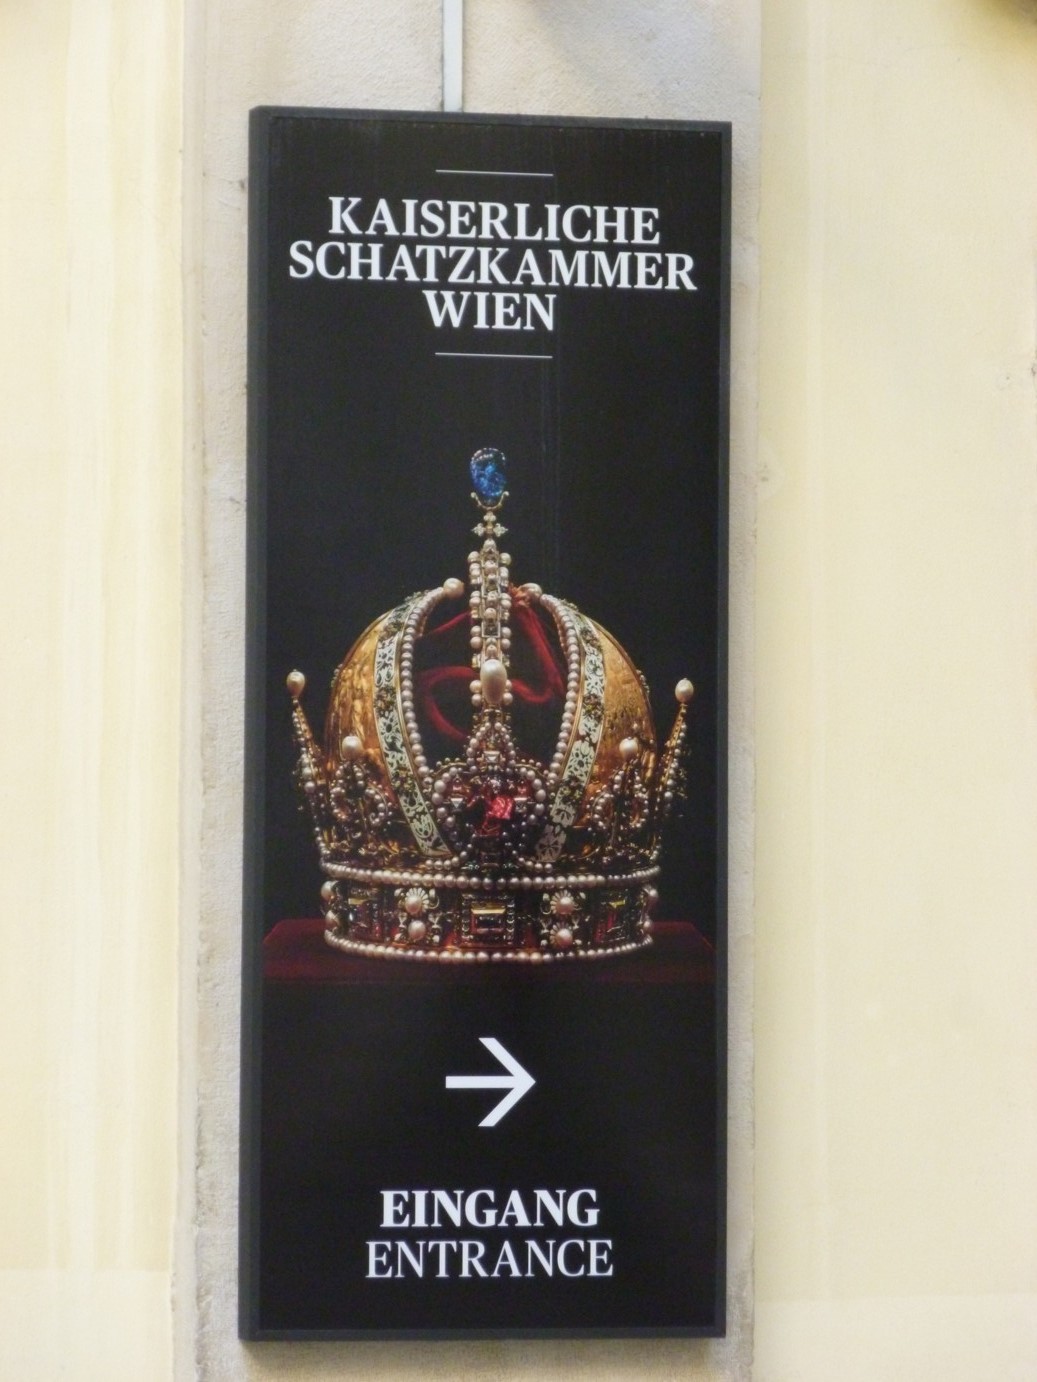 KAISERLICHE
SCHATZKAMMER
WIEN
EINGANG
ENTRANCE